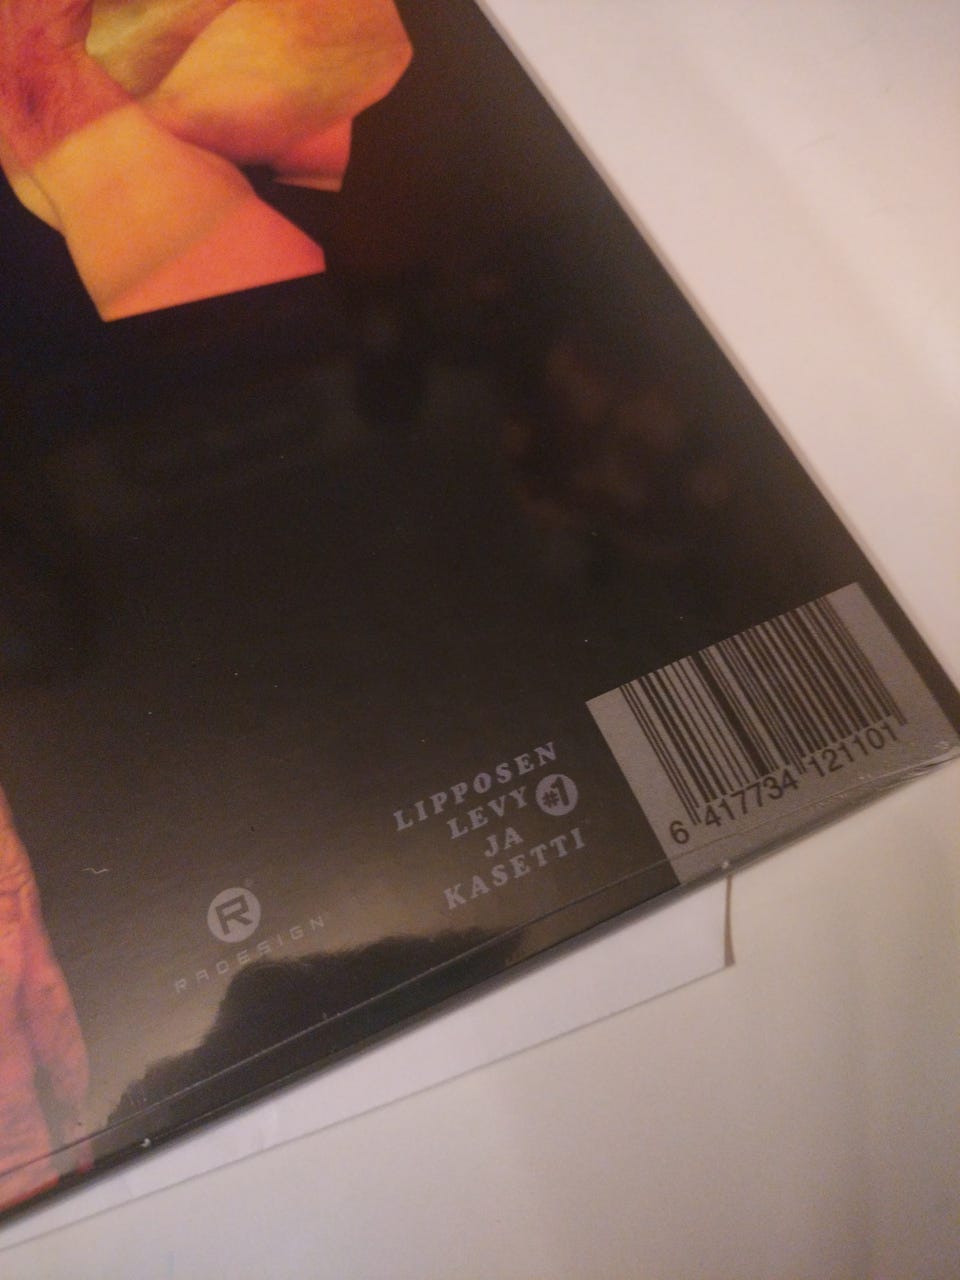 LIPPOSEN
LEVY #1
JA
KASETTI
R
RADESIGN
6 417734 121101